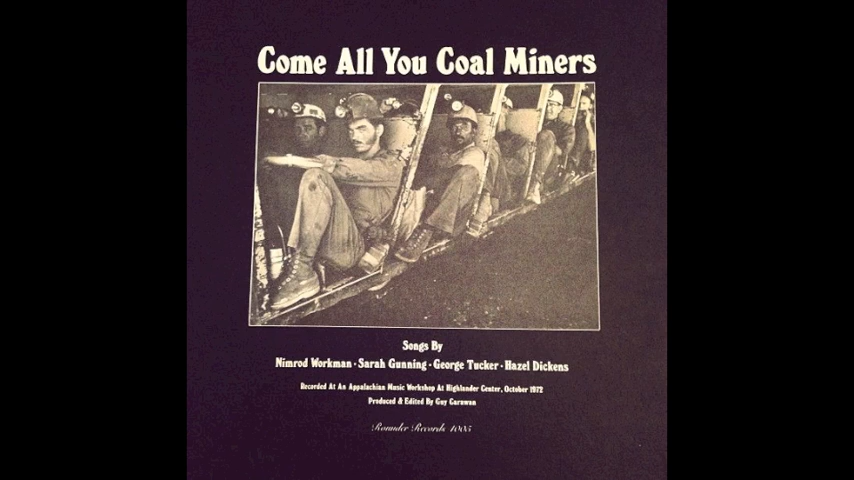 Come All You Coal Miners
Songs By
Nimrod Workman · Sarah Gunning · George Tucker · Hazel Dickens
Recorded At An Appalachian Music Workshop At Highlander Center, October 1972
Produced & Edited By Guy Carawan
Rounder Records 4005